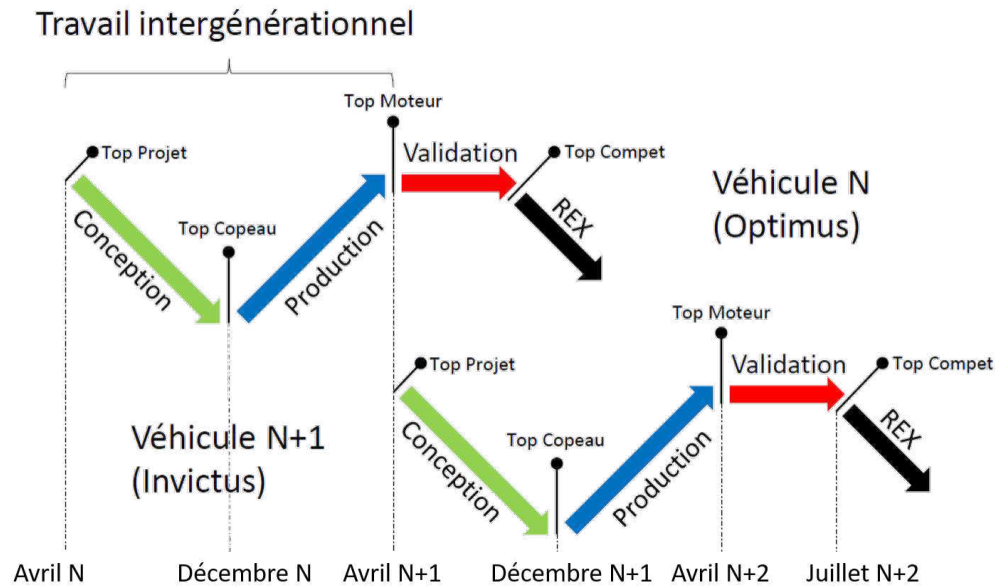 Travail intergénérationnel
Top Moteur
Top Projet
Validation
Top Compet
Conception
Top Copeau
Production
REX
Véhicule N
(Optimus)
Top Moteur
Top Projet
Validation
Top Compet
Véhicule N+1
(Invictus)
Conception
Top Copeau
Production
REX
Avril N
Décembre N
Avril N+1
Décembre N+1
Avril N+2
Juillet N+2